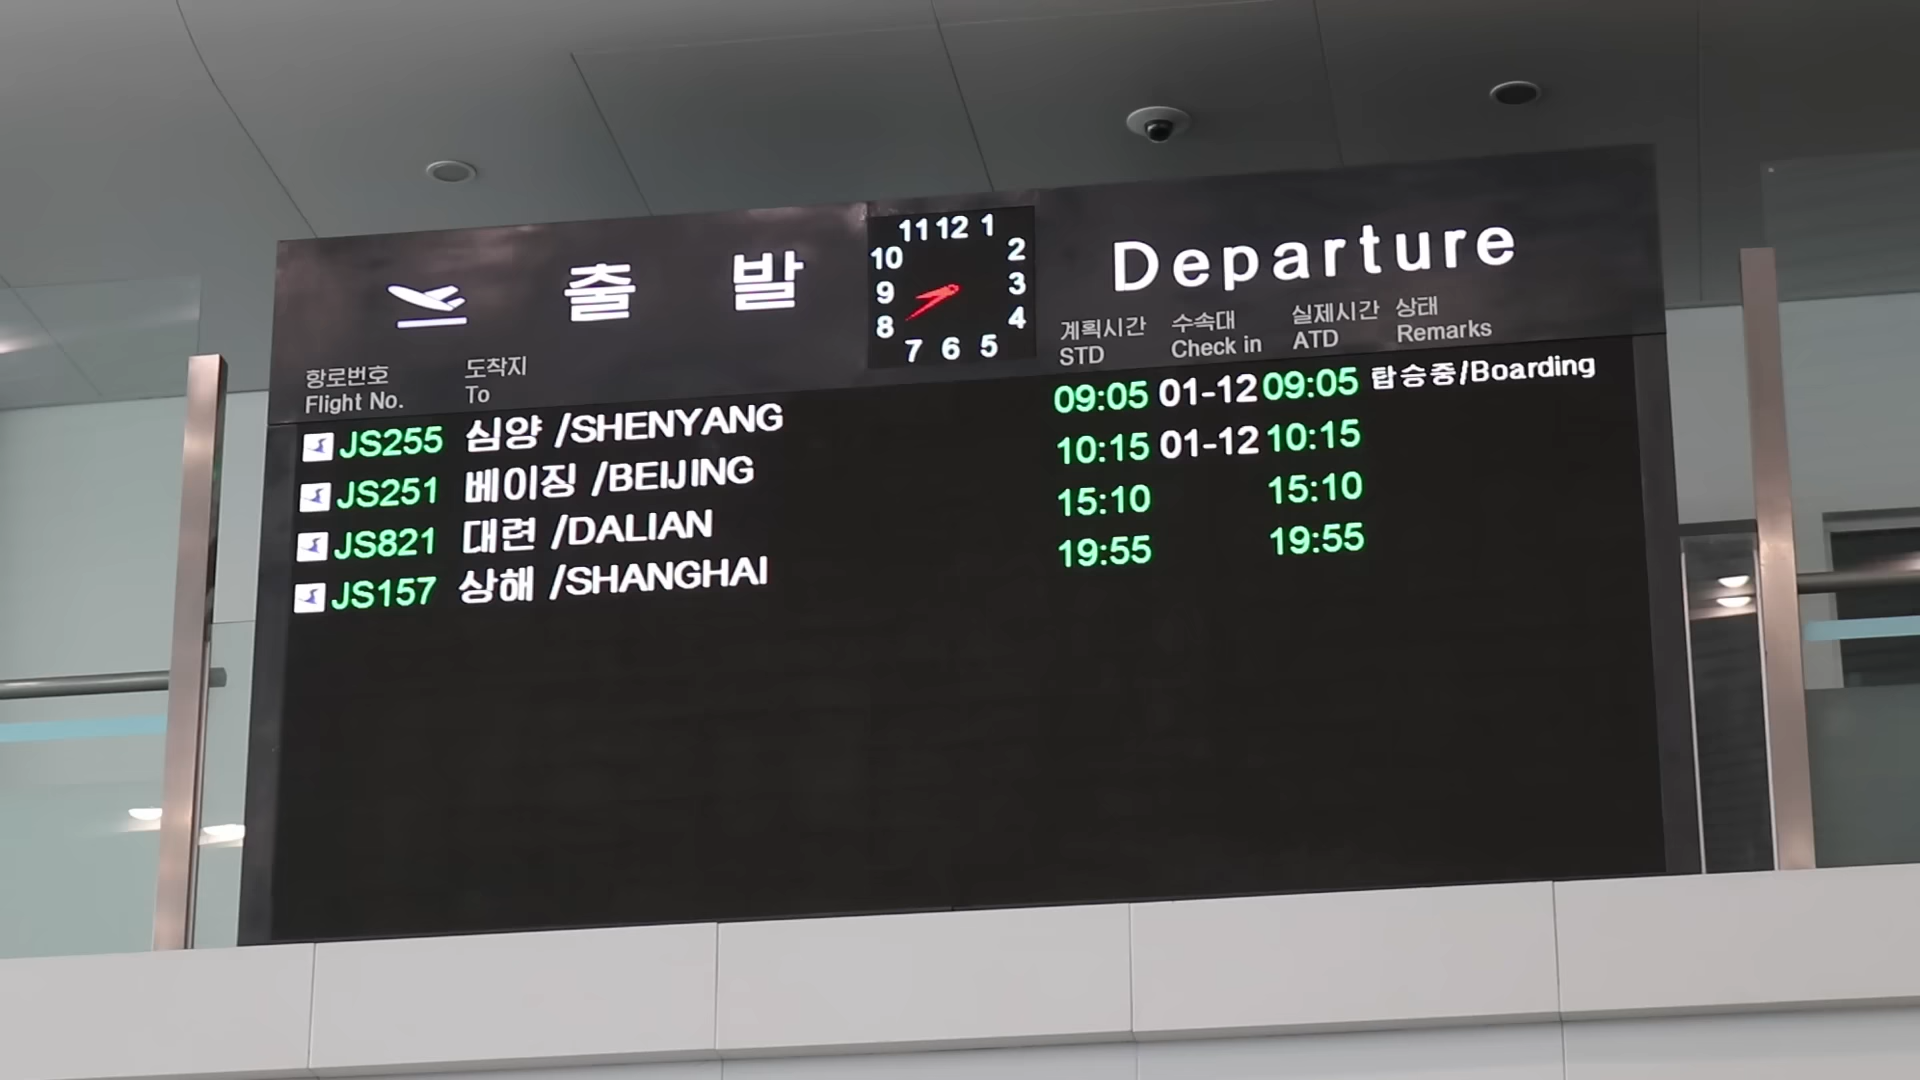 출 발
11 12 1
10 2
9 3
8 4
7 6 5
Departure
항로번호 도착지 계획시간 수속대 실제시간 상태
Flight No. To STD Check in ATD Remarks
JS255 심양 /SHENYANG 09:05 01-12 09:05 탑승중/Boarding
JS251 베이징 /BEIJING 10:15 01-12 10:15
JS821 대련 /DALIAN 15:10 15:10
JS157 상해 /SHANGHAI 19:55 19:55